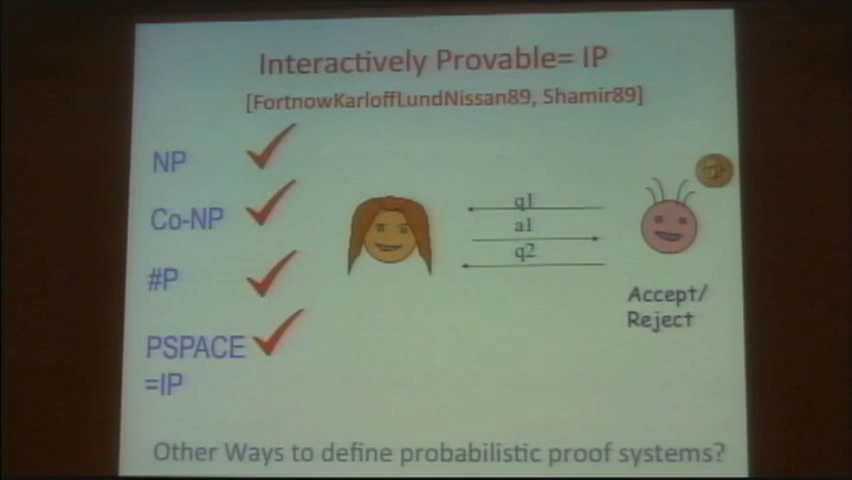 Interactively Provable= IP
[FortnowKarloffLundNissan89, Shamir89]
NP
Co-NP
#P
PSPACE
=IP
q1
a1
q2
Accept/
Reject
Other Ways to define probabilistic proof systems?